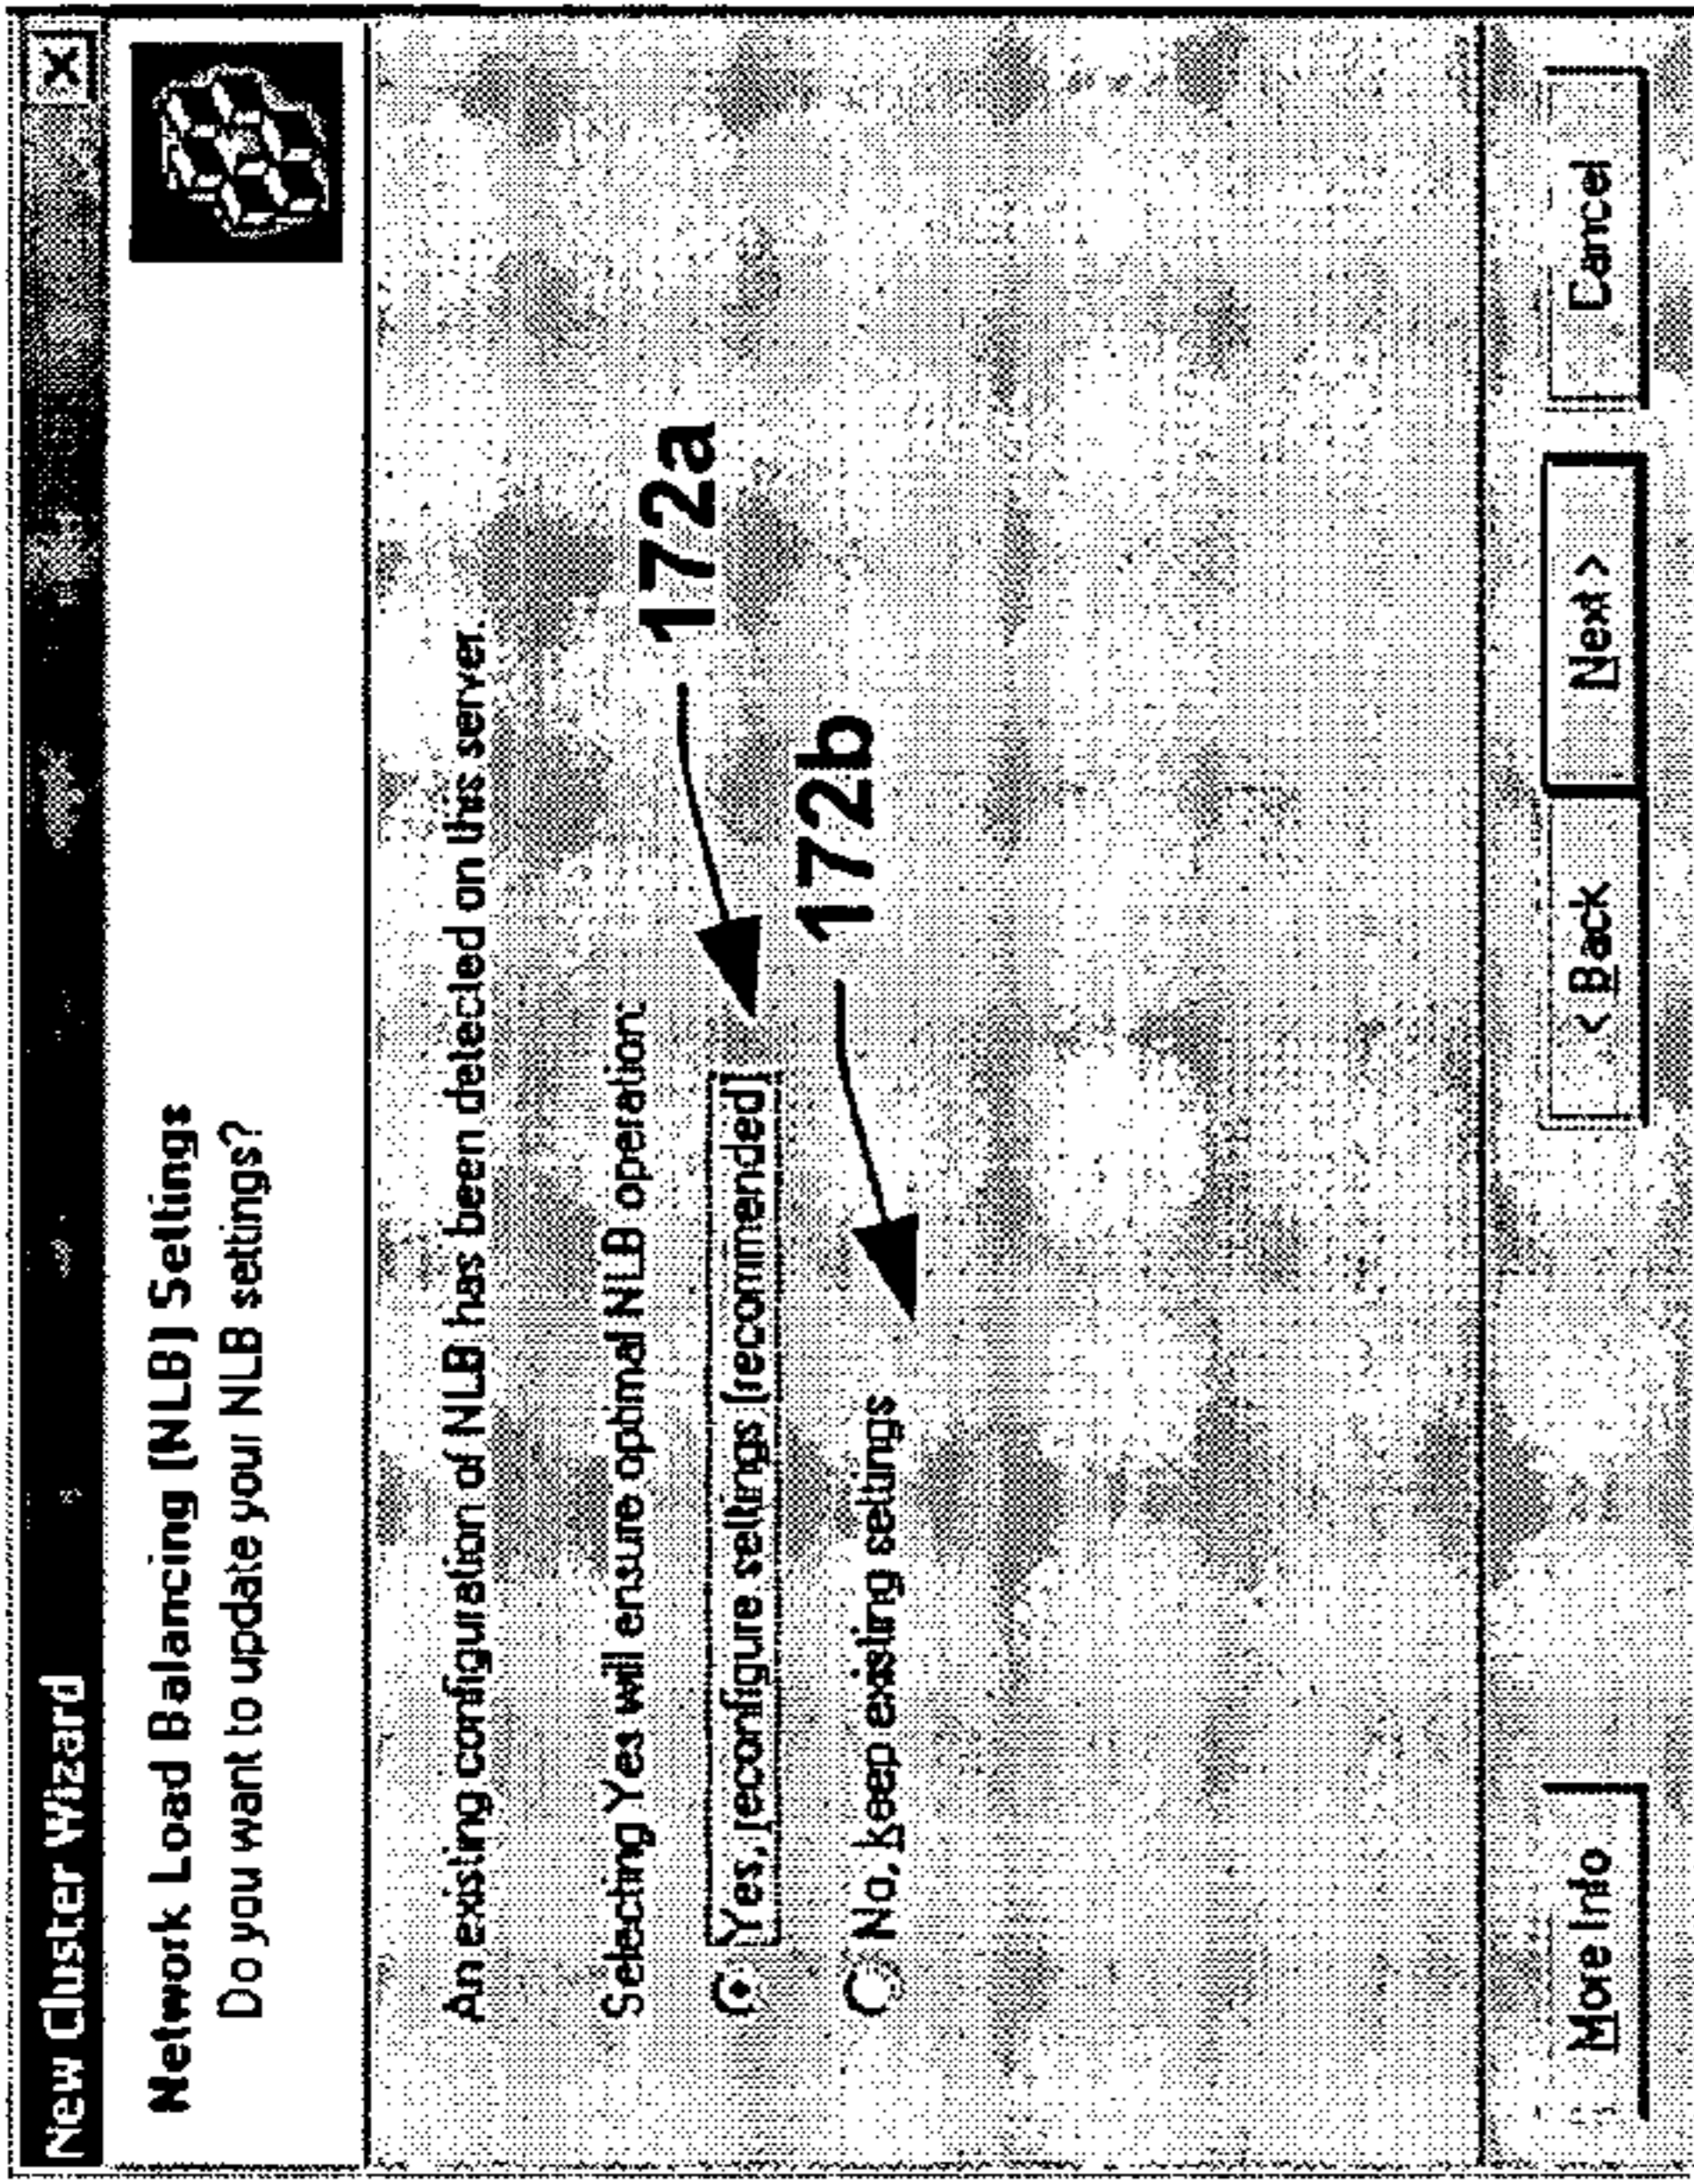 New Cluster Wizard
Network Load Balancing (NLB) Settings
Do you want to update your NLB settings?
An existing configuration of NLB has been detected on this server.
Selecting Yes will ensure optimal NLB operation:
172a
Yes, reconfigure settings (recommended)
172b
No, keep existing settings
More Info
< Back
Next >
Cancel